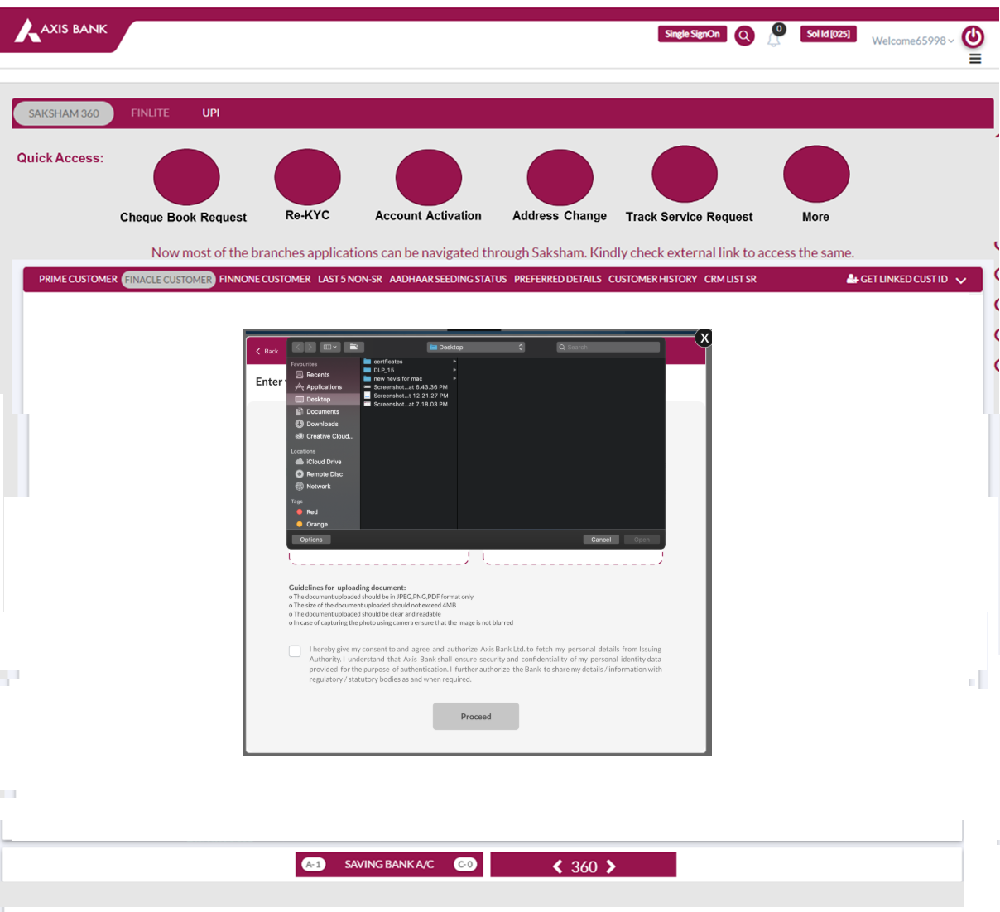 AXIS BANK
Single SignOn
0
Sol Id [025]
Welcome65998
SAKSHAM 360 FINLITE UPI
Quick Access:
Cheque Book Request Re-KYC Account Activation Address Change Track Service Request More
Now most of the branches applications can be navigated through Saksham. Kindly check external link to access the same.
PRIME CUSTOMER FINACLE CUSTOMER FINNONE CUSTOMER LAST 5 NON-SR AADHAAR SEEDING STATUS PREFERRED DETAILS CUSTOMER HISTORY CRM LIST SR GET LINKED CUST ID
X
Back
Desktop
Search
Enter
Favourites
Recents
Applications
Desktop
Documents
Downloads
Creative Cloud...
Locations
iCloud Drive
Remote Disc
Network
Tags
Red
Orange
certficates
DLP_15
new nevis for mac
Screenshot...at 6.43.36 PM
Screenshot...t 12.21.27 PM
Screenshot...at 7.18.03 PM
Options
Cancel
Open
Guidelines for uploading document:
o The document uploaded should be in JPEG,PNG,PDF format only
o The size of the document uploaded should not exceed 4MB
o The document uploaded should be clear and readable
o In case of capturing the photo using camera ensure that the image is not blurred
I hereby give my consent to and agree and authorize Axis Bank Ltd. to fetch my personal details from Issuing
Authority. I understand that Axis Bank shall ensure security and confidentiality of my personal identity data
provided for the purpose of authentication. I further authorize the Bank to share my details / information with
regulatory / statutory bodies as and when required.
Proceed
A-1 SAVING BANK A/C C-0
360